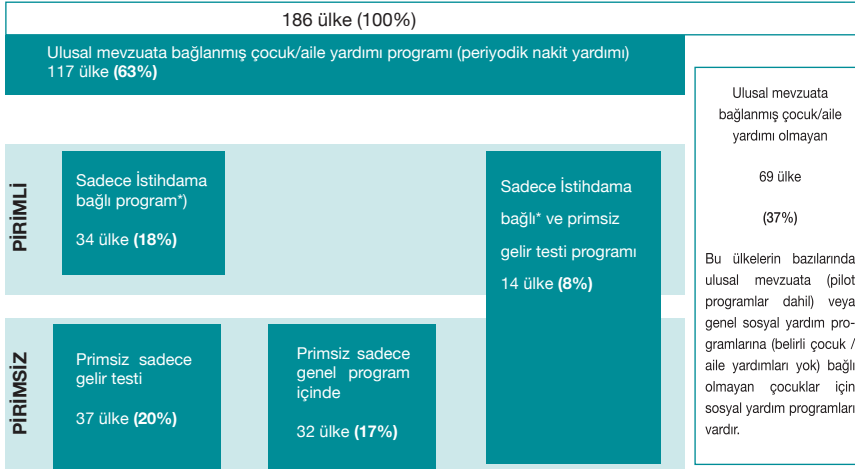 186 ülke (100%)
Ulusal mevzuata bağlanmış çocuk/aile yardımı programı (periyodik nakit yardımı)
117 ülke (63%)
PİRİMLİ
Sadece İstihdama
bağlı program*)
34 ülke (18%)
Sadece İstihdama
bağlı* ve primsiz
gelir testi programı
14 ülke (8%)
PİRİMSİZ
Primsiz sadece
gelir testi
37 ülke (20%)
Primsiz sadece
genel program
içinde
32 ülke (17%)
Ulusal mevzuata
bağlanmış çocuk/aile
yardımı olmayan
69 ülke
(37%)
Bu ülkelerin bazılarında
ulusal mevzuata (pilot
programlar dahil) veya
genel sosyal yardım pro-
gramlarına (belirli çocuk /
aile yardımları yok) bağlı
olmayan çocuklar için
sosyal yardım programları
vardır.